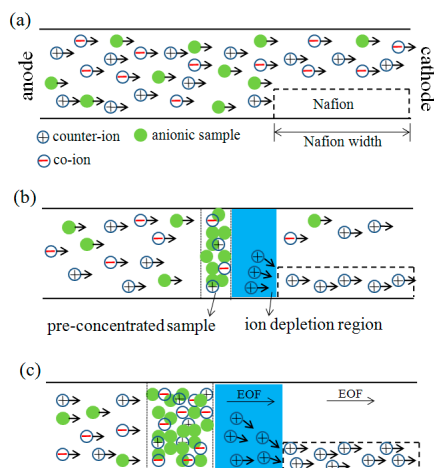 (a)
anode
cathode
Nafion
Nafion width
counter-ion
anionic sample
co-ion
(b)
pre-concentrated sample
ion depletion region
(c)
EOF
EOF